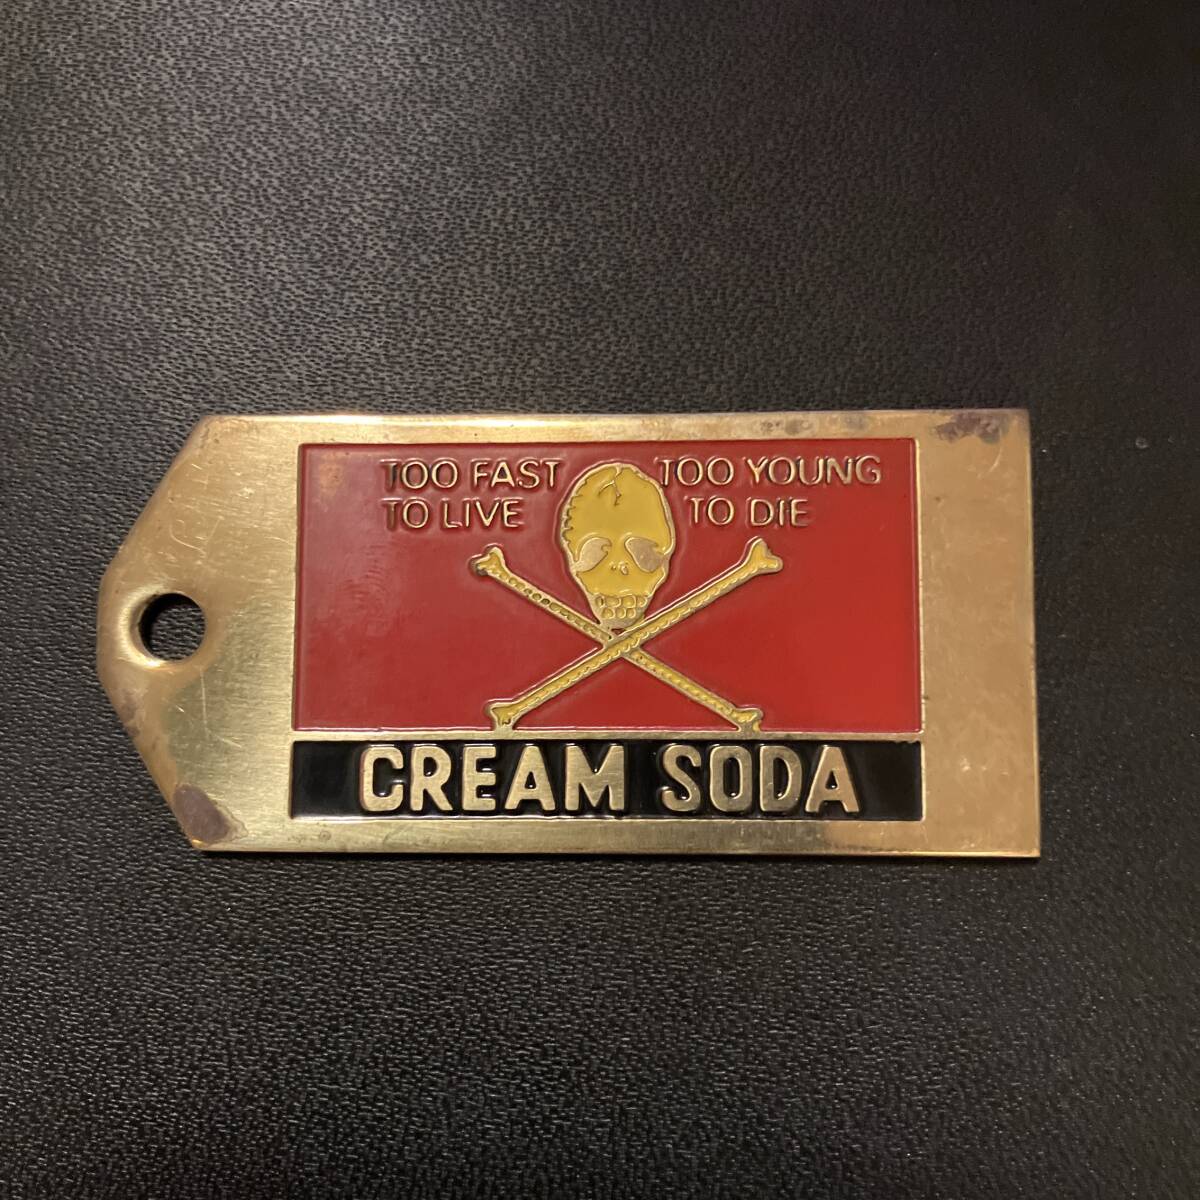 TOO FAST TOO YOUNG
TO LIVE TO DIE
CREAM SODA